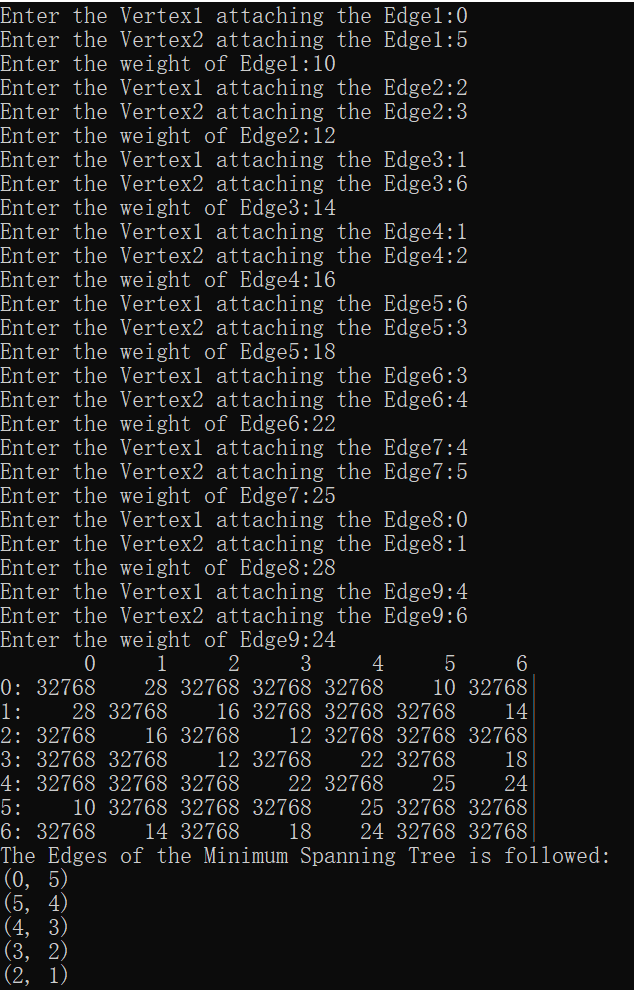 Enter the Vertex1 attaching the Edge1:0
Enter the Vertex2 attaching the Edge1:5
Enter the weight of Edge1:10
Enter the Vertex1 attaching the Edge2:2
Enter the Vertex2 attaching the Edge2:3
Enter the weight of Edge2:12
Enter the Vertex1 attaching the Edge3:1
Enter the Vertex2 attaching the Edge3:6
Enter the weight of Edge3:14
Enter the Vertex1 attaching the Edge4:1
Enter the Vertex2 attaching the Edge4:2
Enter the weight of Edge4:16
Enter the Vertex1 attaching the Edge5:6
Enter the Vertex2 attaching the Edge5:3
Enter the weight of Edge5:18
Enter the Vertex1 attaching the Edge6:3
Enter the Vertex2 attaching the Edge6:4
Enter the weight of Edge6:22
Enter the Vertex1 attaching the Edge7:4
Enter the Vertex2 attaching the Edge7:5
Enter the weight of Edge7:25
Enter the Vertex1 attaching the Edge8:0
Enter the Vertex2 attaching the Edge8:1
Enter the weight of Edge8:28
Enter the Vertex1 attaching the Edge9:4
Enter the Vertex2 attaching the Edge9:6
Enter the weight of Edge9:24
       0     1     2     3     4     5     6
0: 32768    28 32768 32768 32768    10 32768
1:    28 32768    16 32768 32768 32768    14
2: 32768    16 32768    12 32768 32768 32768
3: 32768 32768    12 32768    22 32768    18
4: 32768 32768 32768    22 32768    25    24
5:    10 32768 32768 32768    25 32768 32768
6: 32768    14 32768    18    24 32768 32768
The Edges of the Minimum Spanning Tree is followed:
(0, 5)
(5, 4)
(4, 3)
(3, 2)
(2, 1)